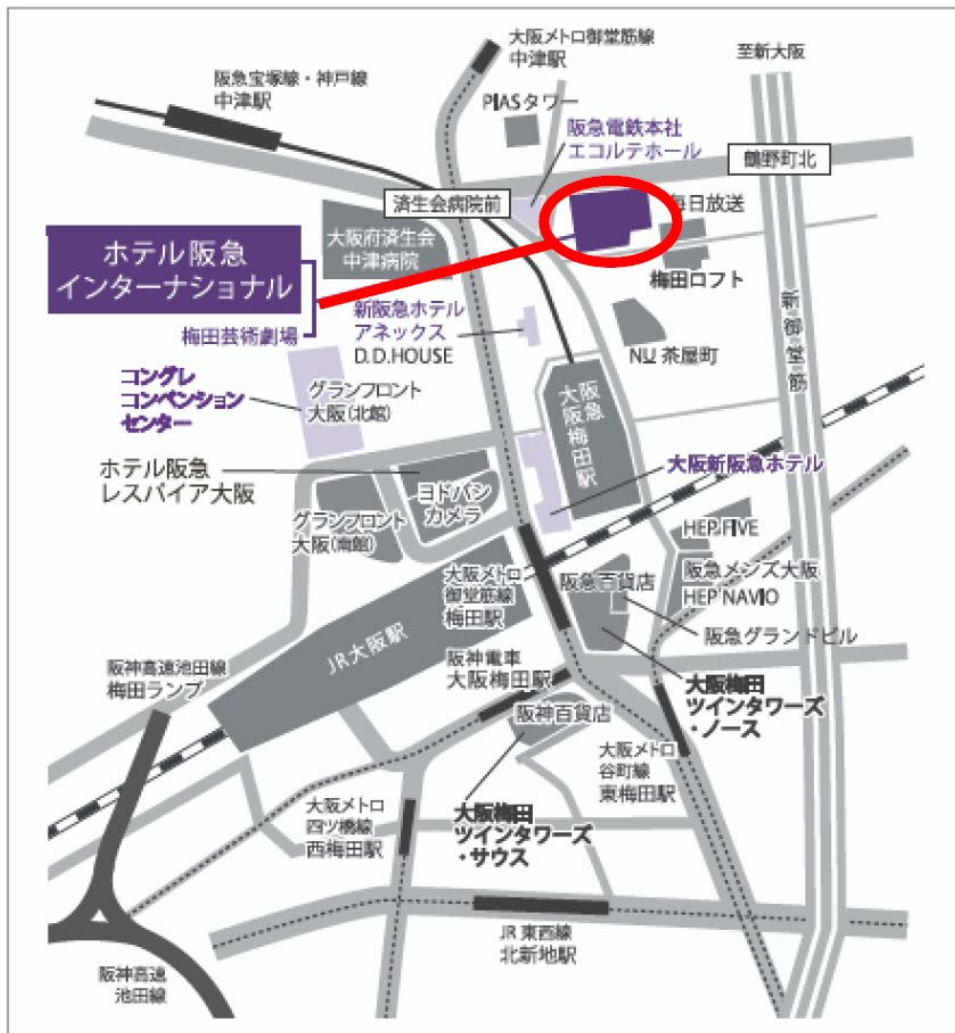 大阪メトロ御堂筋線
中津駅
至新大阪
阪急宝塚線・神戸線
中津駅
PIASタワー
阪急電鉄本社
エコルテホール
鶴野町北
済生会病院前
毎日放送
大阪府済生会
中津病院
ホテル阪急
インターナショナル
梅田ロフト
新御堂筋
梅田芸術劇場
新阪急ホテル
アネックス
D.D.HOUSE
NU 茶屋町
コングレ
コンベンション
センター
グランフロント
大阪(北館)
阪急
大阪梅田駅
ホテル阪急
レスパイア大阪
ヨドバシ
カメラ
大阪新阪急ホテル
グランフロント
大阪(南館)
HEP FIVE
大阪メトロ
御堂筋線
梅田駅
阪急百貨店
阪急メンズ大阪
HEP NAVIO
阪急グランドビル
JR大阪駅
阪神電車
大阪梅田駅
阪神高速池田線
梅田ランプ
大阪梅田
ツインタワーズ
・ノース
阪神百貨店
大阪メトロ
谷町線
東梅田駅
大阪メトロ
四ツ橋線
西梅田駅
大阪梅田
ツインタワーズ
・サウス
JR東西線
北新地駅
阪神高速
池田線